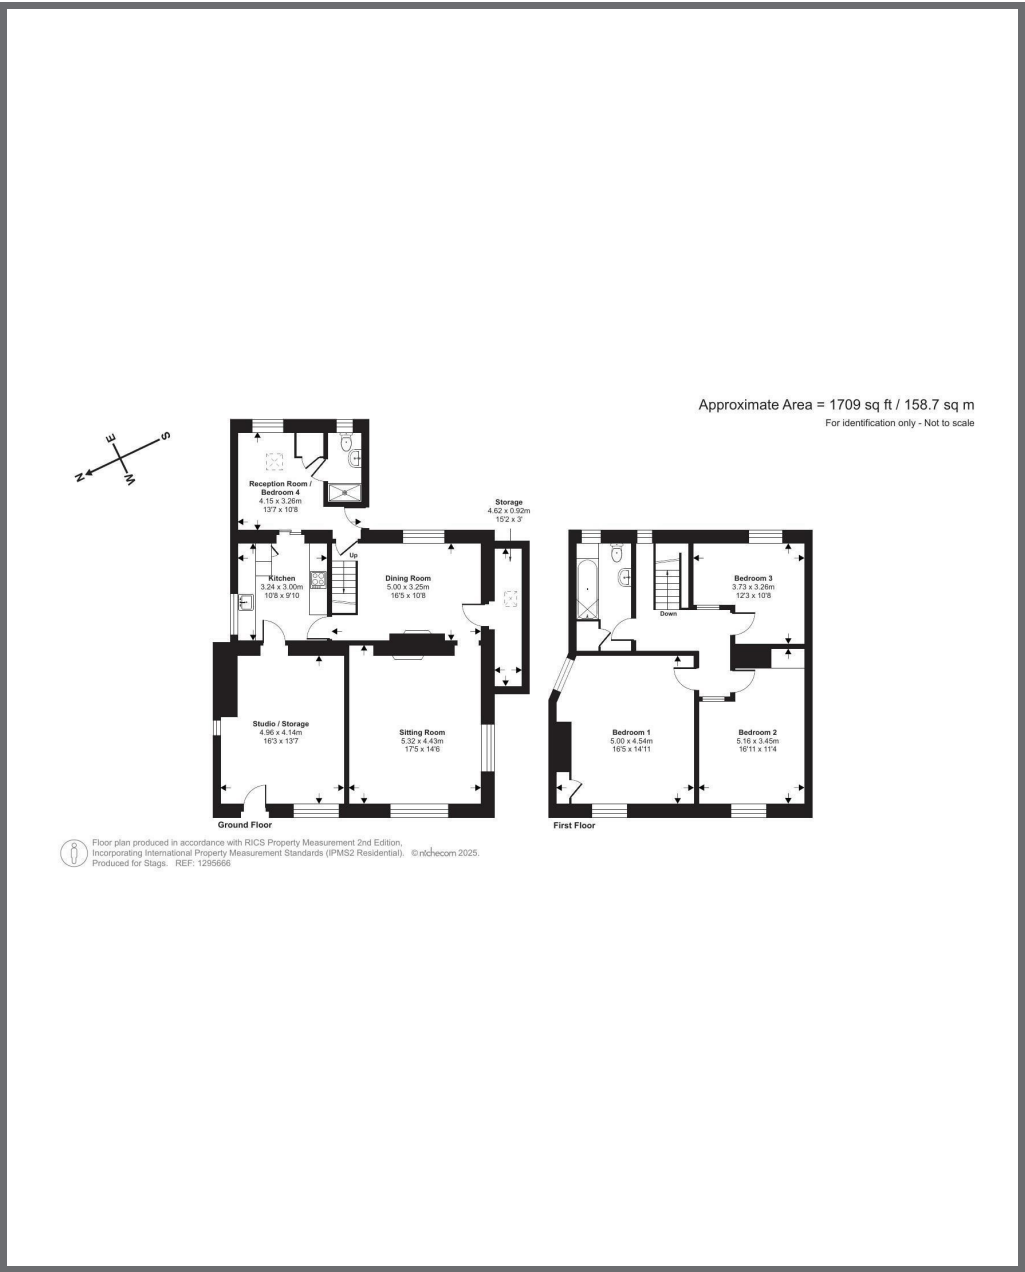 Approximate Area = 1709 sq ft / 158.7 sq m
For identification only - Not to scale
E
S
N
W
Reception Room /
Bedroom 4
4.15 x 3.26m
13'7 x 10'8
Storage
4.62 x 0.92m
15'2 x 3'
Up
Kitchen
3.24 x 3.00m
10'8 x 9'10
Dining Room
5.00 x 3.25m
16'5 x 10'8
Studio / Storage
4.96 x 4.14m
16'3 x 13'7
Sitting Room
5.32 x 4.43m
17'5 x 14'6
Ground Floor
Bedroom 3
3.73 x 3.26m
12'3 x 10'8
Down
Bedroom 1
5.00 x 4.54m
16'5 x 14'11
Bedroom 2
5.16 x 3.45m
16'11 x 11'4
First Floor
Floor plan produced in accordance with RICS Property Measurement 2nd Edition,
Incorporating International Property Measurement Standards (IPMS2 Residential). © ntchecom 2025.
Produced for Stags. REF: 1295666